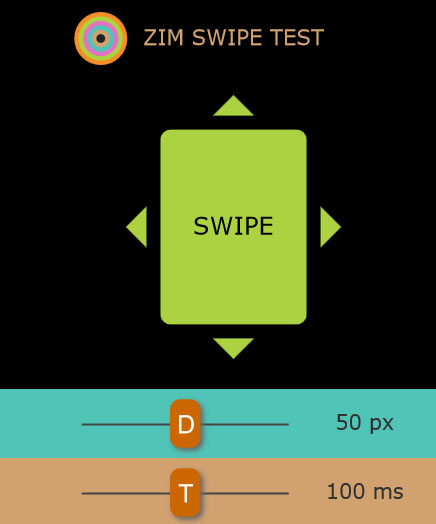 ZIM SWIPE TEST
SWIPE
D 50 px
T 100 ms